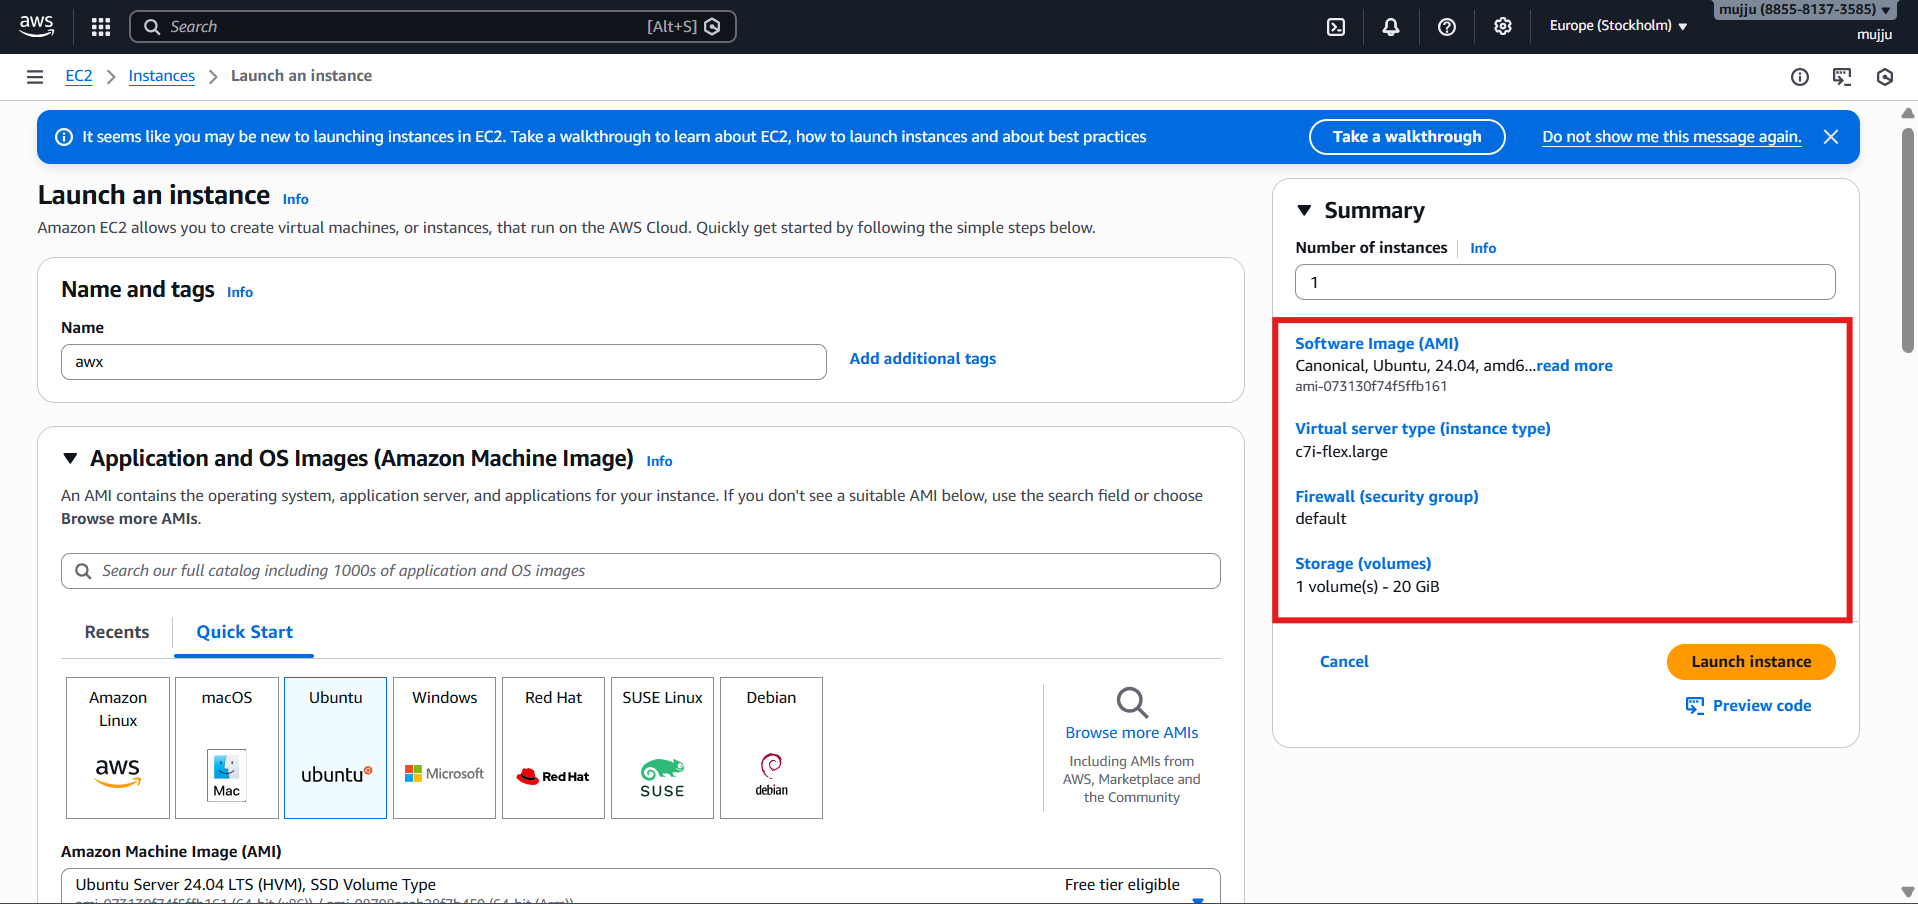 aws
Search [Alt+S]
Europe (Stockholm)
mujju (8855-8137-3585)
mujju
EC2 Instances Launch an instance
It seems like you may be new to launching instances in EC2. Take a walkthrough to learn about EC2, how to launch instances and about best practices
Take a walkthrough
Do not show me this message again.
Launch an instance Info
Amazon EC2 allows you to create virtual machines, or instances, that run on the AWS Cloud. Quickly get started by following the simple steps below.
Name and tags Info
Name
awx
Add additional tags
Application and OS Images (Amazon Machine Image) Info
An AMI contains the operating system, application server, and applications for your instance. If you don't see a suitable AMI below, use the search field or choose
Browse more AMIs.
Search our full catalog including 1000s of application and OS images
Recents
Quick Start
Amazon
Linux
aws
macOS
Mac
Ubuntu
ubuntu
Windows
Microsoft
Red Hat
Red Hat
SUSE Linux
SUSE
Debian
debian
Browse more AMIs
Including AMIs from
AWS, Marketplace and
the Community
Amazon Machine Image (AMI)
Ubuntu Server 24.04 LTS (HVM), SSD Volume Type
Free tier eligible
Summary
Number of instances Info
1
Software Image (AMI)
Canonical, Ubuntu, 24.04, amd6...read more
ami-073130f74f5ffb161
Virtual server type (instance type)
c7i-flex.large
Firewall (security group)
default
Storage (volumes)
1 volume(s) - 20 GiB
Cancel
Launch instance
Preview code